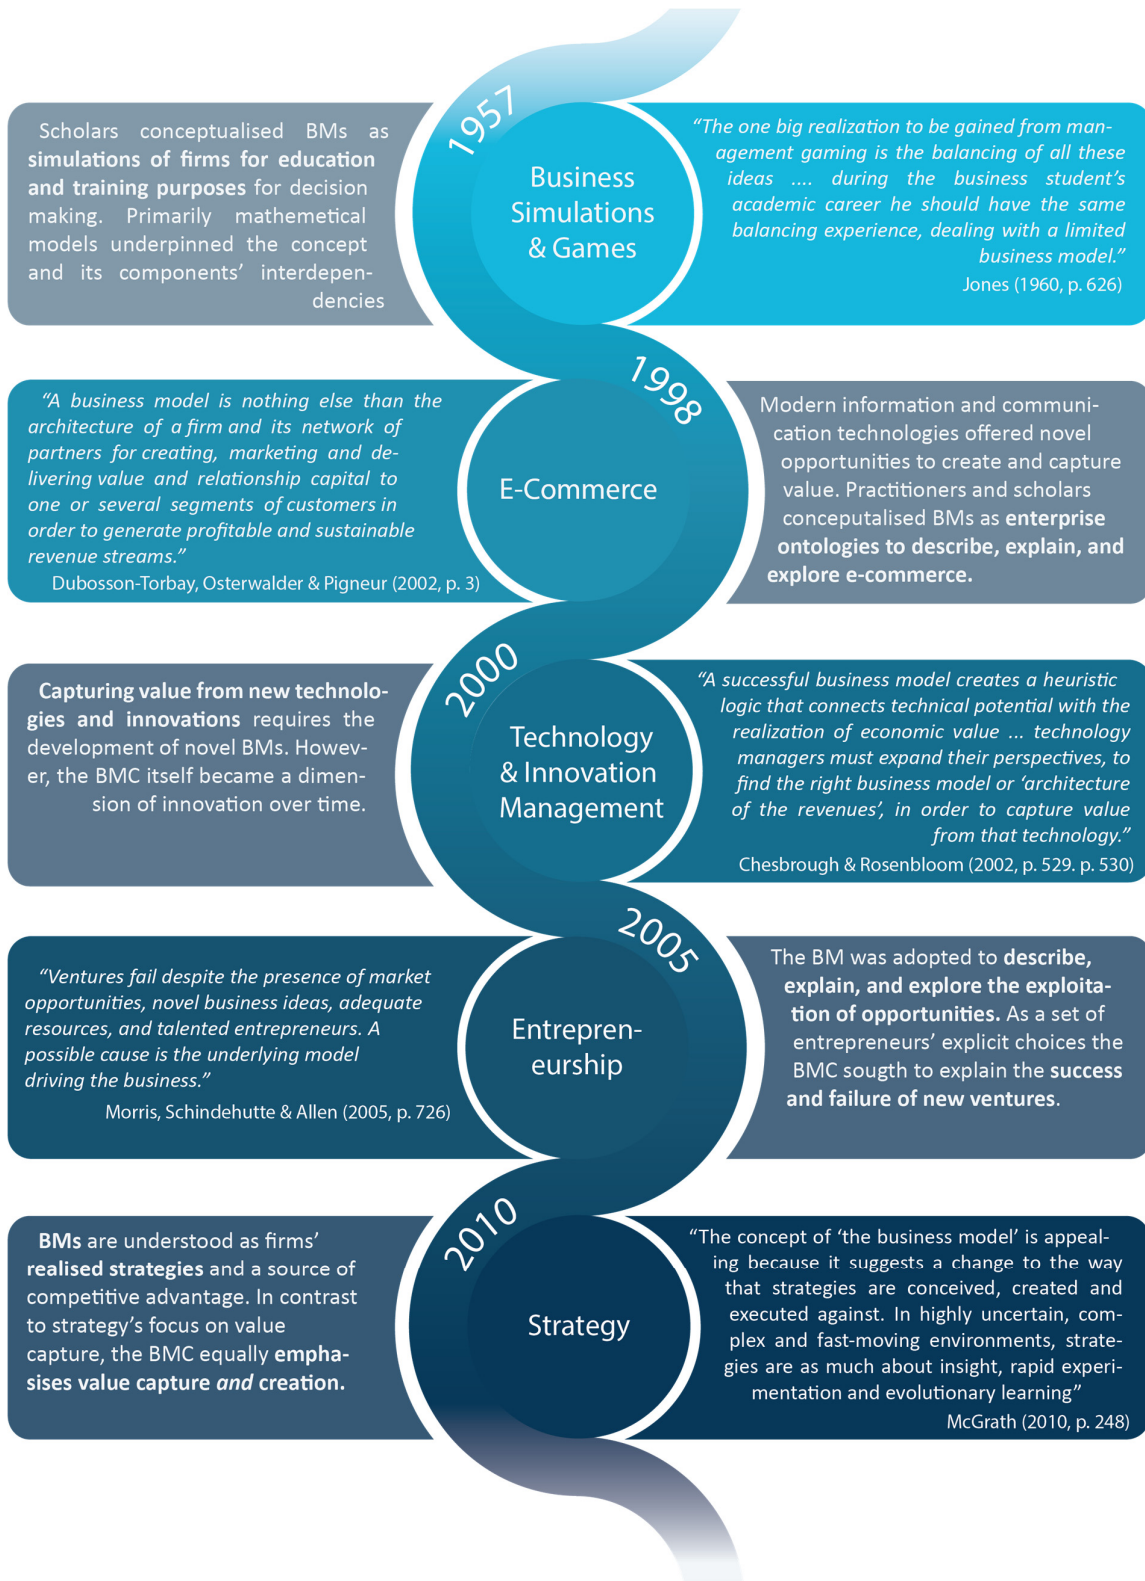 1957
Scholars conceptualised BMs as
simulations of firms for education
and training purposes for decision
making. Primarily mathemetical
models underpinned the concept
and its components’ interdepen-
dencies
Business
Simulations
& Games
“The one big realization to be gained from man-
agement gaming is the balancing of all these
ideas .... during the business student’s
academic career he should have the same
balancing experience, dealing with a limited
business model.”
Jones (1960, p. 626)
1998
“A business model is nothing else than the
architecture of a firm and its network of
partners for creating, marketing and de-
livering value and relationship capital to
one or several segments of customers in
order to generate profitable and sustainable
revenue streams.”
Dubosson-Torbay, Osterwalder & Pigneur (2002, p. 3)
E-Commerce
Modern information and communi-
cation technologies offered novel
opportunities to create and capture
value. Practitioners and scholars
conceputalised BMs as enterprise
ontologies to describe, explain, and
explore e-commerce.
2000
Capturing value from new technolo-
gies and innovations requires the
development of novel BMs. Howev-
er, the BMC itself became a dimen-
sion of innovation over time.
Technology
& Innovation
Management
“A successful business model creates a heuristic
logic that connects technical potential with the
realization of economic value ... technology
managers must expand their perspectives, to
find the right business model or ‘architecture
of the revenues’, in order to capture value
from that technology.”
Chesbrough & Rosenbloom (2002, p. 529. p. 530)
2005
“Ventures fail despite the presence of market
opportunities, novel business ideas, adequate
resources, and talented entrepreneurs. A
possible cause is the underlying model
driving the business.”
Morris, Schindehutte & Allen (2005, p. 726)
Entrepren-
eurship
The BM was adopted to describe,
explain, and explore the exploita-
tion of opportunities. As a set of
entrepreneurs’ explicit choices the
BMC sougth to explain the success
and failure of new ventures.
2010
BMs are understood as firms’
realised strategies and a source of
competitive advantage. In contrast
to strategy’s focus on value
capture, the BMC equally empha-
sises value capture and creation.
Strategy
“The concept of ‘the business model’ is appeal-
ing because it suggests a change to the way
that strategies are conceived, created and
executed against. In highly uncertain, com-
plex and fast-moving environments, strate-
gies are as much about insight, rapid experi-
mentation and evolutionary learning”
McGrath (2010, p. 248)